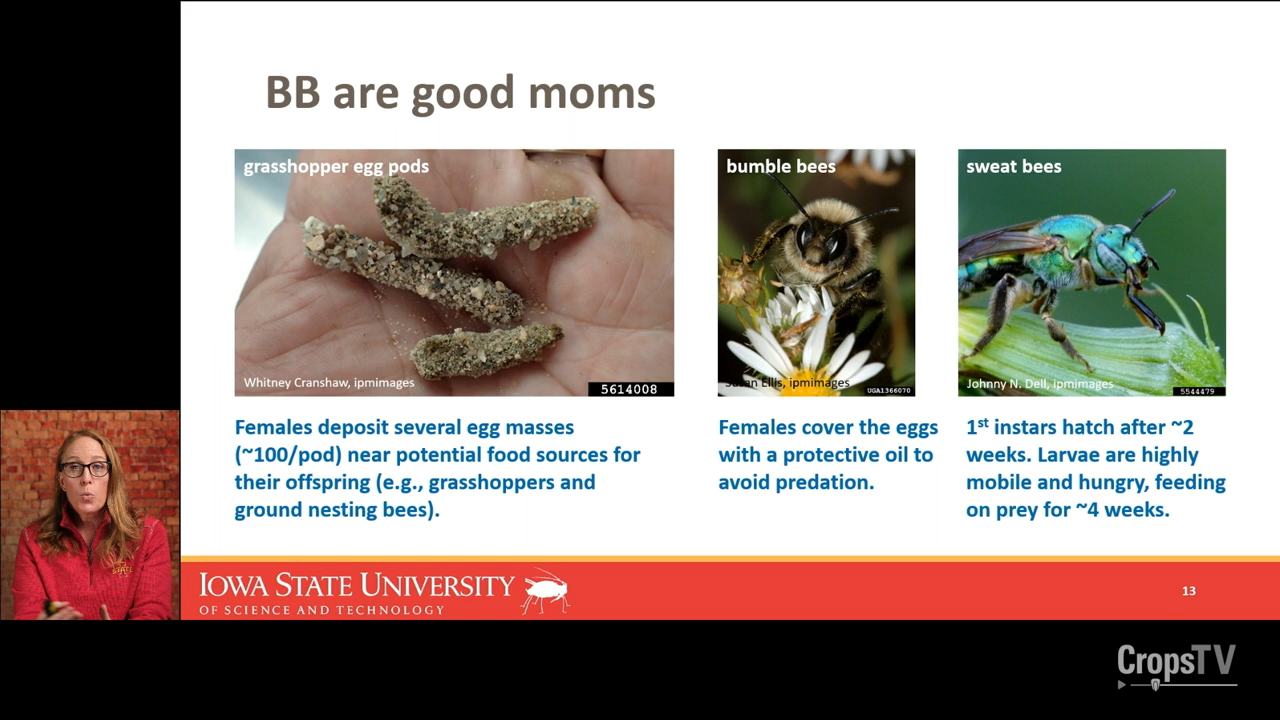 BB are good moms
grasshopper egg pods
Whitney Cranshaw, ipmimages
5614008
bumble bees
Susan Ellis, ipmimages
UGA1366070
sweat bees
Johnny N. Dell, ipmimages
5544479
Females deposit several egg masses
(~100/pod) near potential food sources for
their offspring (e.g., grasshoppers and
ground nesting bees).
Females cover the eggs
with a protective oil to
avoid predation.
1st instars hatch after ~2
weeks. Larvae are highly
mobile and hungry, feeding
on prey for ~4 weeks.
IOWA STATE UNIVERSITY
OF SCIENCE AND TECHNOLOGY
13
CropsTV